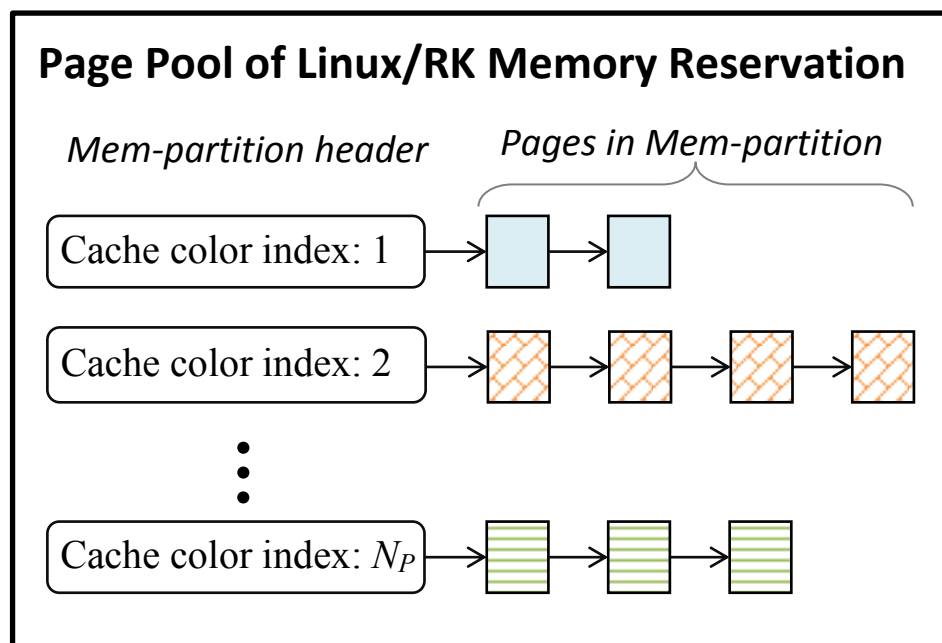 Page Pool of Linux/RK Memory Reservation
Mem-partition header
Pages in Mem-partition
Cache color index: 1
Cache color index: 2
Cache color index: NP